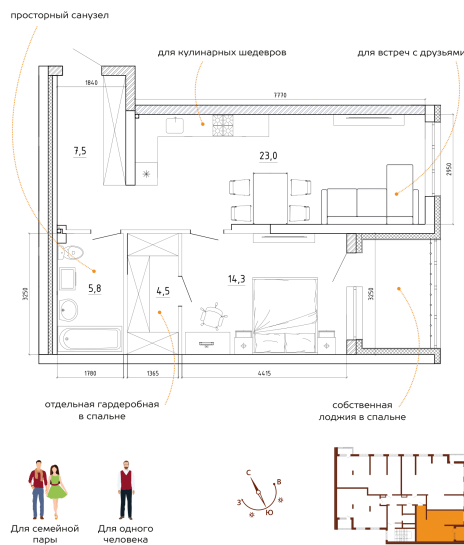 просторный санузел
для кулинарных шедевров
для встреч с друзьями
1840
7770
7,5
23,0
2950
3250
5,8
4,5
14,3
3250
1780
1365
4415
отдельная гардеробная
в спальне
собственная
лоджия в спальне
С
В
З
Ю
Для семейной
пары
Для одного
человека